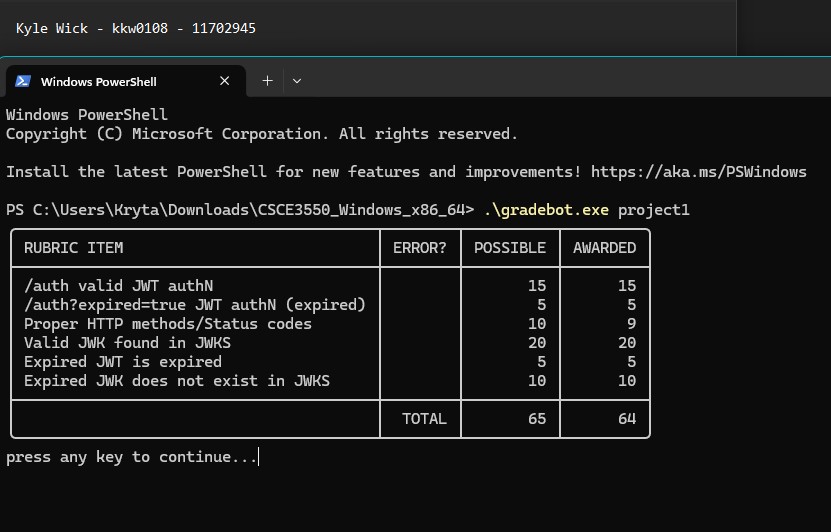 Kyle Wick - kkw0108 - 11702945
Windows PowerShell
Windows PowerShell
Copyright (C) Microsoft Corporation. All rights reserved.
Install the latest PowerShell for new features and improvements! https://aka.ms/PSWindows
PS C:\Users\Kryta\Downloads\CSCE3550_Windows_x86_64> .\gradebot.exe project1
RUBRIC ITEM ERROR? POSSIBLE AWARDED
/auth valid JWT authN 15 15
/auth?expired=true JWT authN (expired) 5 5
Proper HTTP methods/Status codes 10 9
Valid JWK found in JWKS 20 20
Expired JWT is expired 5 5
Expired JWK does not exist in JWKS 10 10
TOTAL 65 64
press any key to continue...